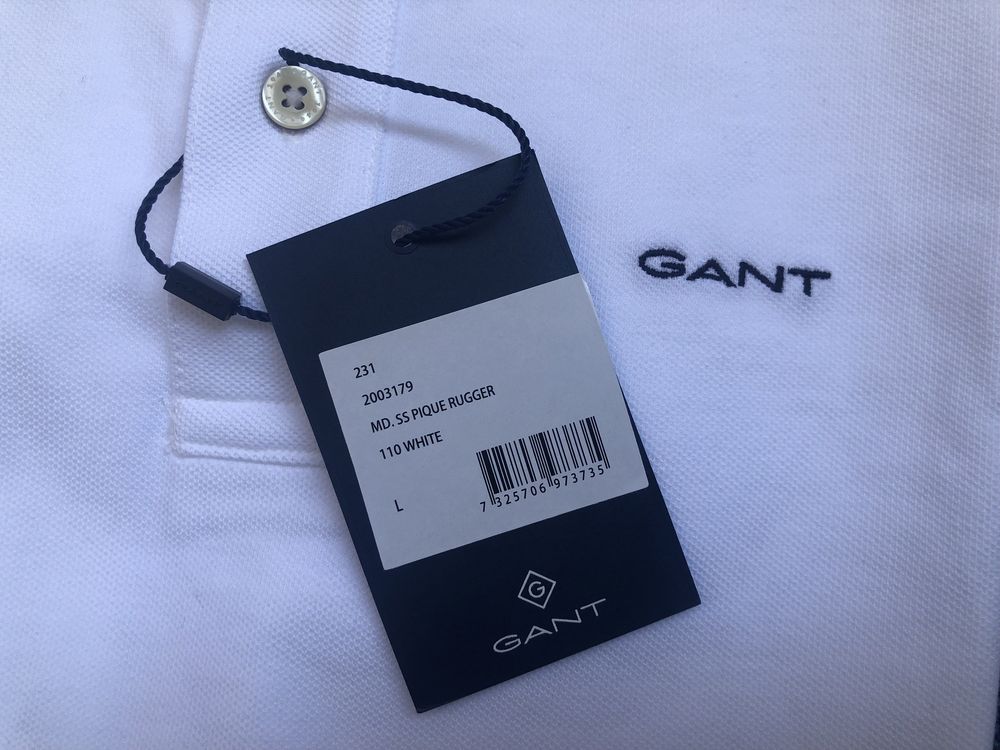 GANT
231
2003179
MD. SS PIQUE RUGGER
110 WHITE
L
7 325706 973735
G
GANT